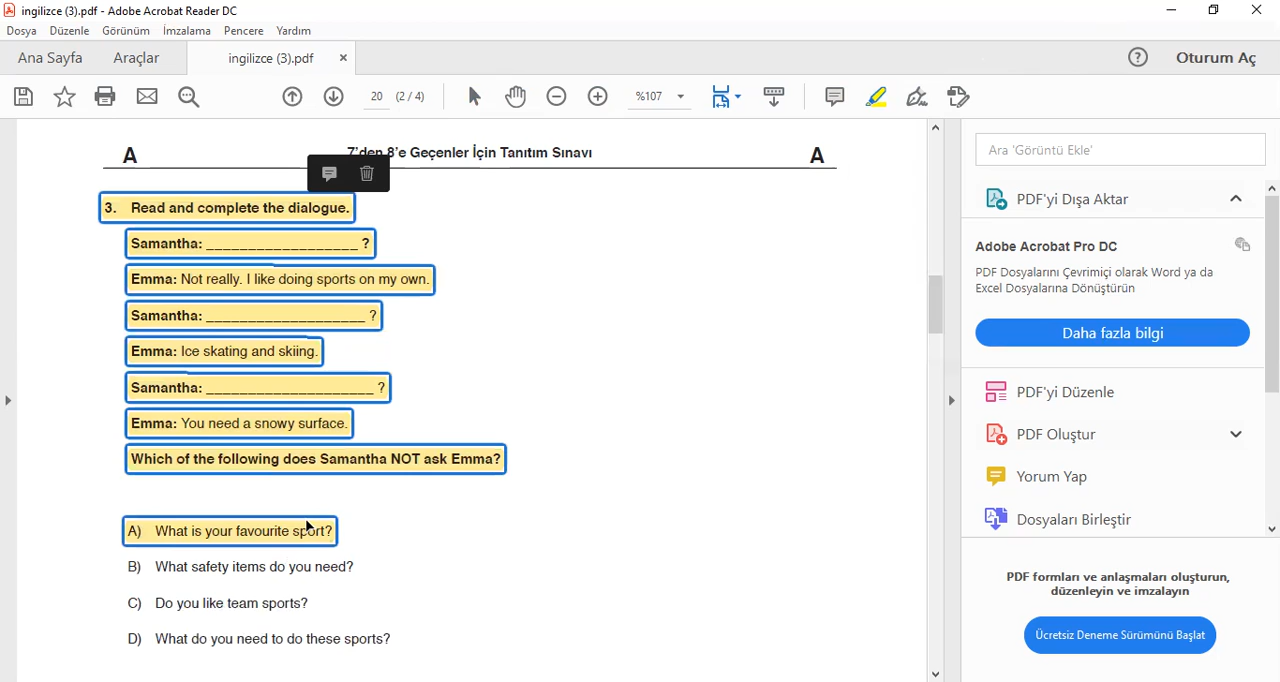 ingilizce (3).pdf - Adobe Acrobat Reader DC
Dosya Düzenle Görünüm İmzalama Pencere Yardım
Ana Sayfa Araçlar ingilizce (3).pdf × ? Oturum Aç
20 (2 / 4) %107
A 7'den 8'e Geçenler İçin Tanıtım Sınavı A
3. Read and complete the dialogue.
Samantha: __________________ ?
Emma: Not really. I like doing sports on my own.
Samantha: ___________________ ?
Emma: Ice skating and skiing.
Samantha: ____________________ ?
Emma: You need a snowy surface.
Which of the following does Samantha NOT ask Emma?
A) What is your favourite sport?
B) What safety items do you need?
C) Do you like team sports?
D) What do you need to do these sports?
Ara 'Görüntü Ekle'
PDF'yi Dışa Aktar
Adobe Acrobat Pro DC
PDF Dosyalarını Çevrimiçi olarak Word ya da
Excel Dosyalarına Dönüştürün
Daha fazla bilgi
PDF'yi Düzenle
PDF Oluştur
Yorum Yap
Dosyaları Birleştir
PDF formları ve anlaşmaları oluşturun,
düzenleyin ve imzalayın
Ücretsiz Deneme Sürümünü Başlat